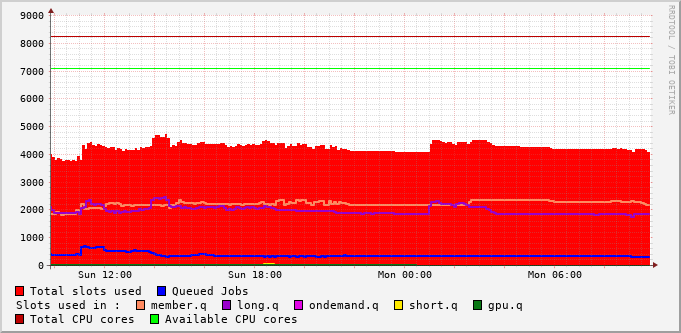 9000
8000
7000
6000
5000
4000
3000
2000
1000
0
Sun 12:00 Sun 18:00 Mon 00:00 Mon 06:00
Total slots used Queued Jobs
Slots used in : member.q long.q ondemand.q short.q gpu.q
Total CPU cores Available CPU cores
RRDTOOL / TOBI OETIKER